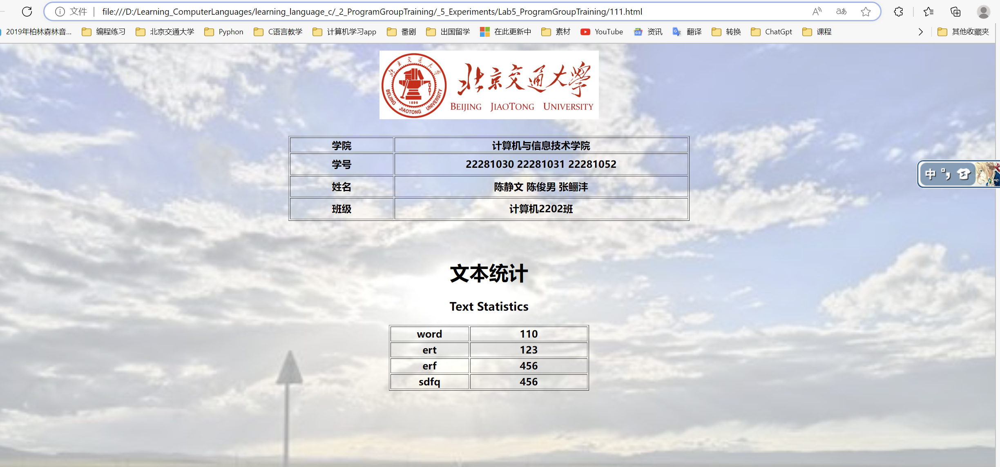 文件 file:///D:/Learning_ComputerLanguages/learning_language_c/_2_ProgramGroupTraining/_5_Experiments/Lab5_ProgramGroupTraining/111.html
2019年柏林森林音... 编程练习 北京交通大学 Pyphon C语言教学 计算机学习app 番剧 出国留学 在此更新中 素材 YouTube 资讯 翻译 转换 ChatGpt 课程 其他收藏夹
北京交通大学
北京交通大學
1896
BEIJING JIAOTONG UNIVERSITY
BEIJING JIAOTONG UNIVERSITY
学院 计算机与信息技术学院
学号 22281030 22281031 22281052
姓名 陈静文 陈俊男 张鲡沣
班级 计算机2202班
中
文本统计
Text Statistics
word 110
ert 123
erf 456
sdfq 456